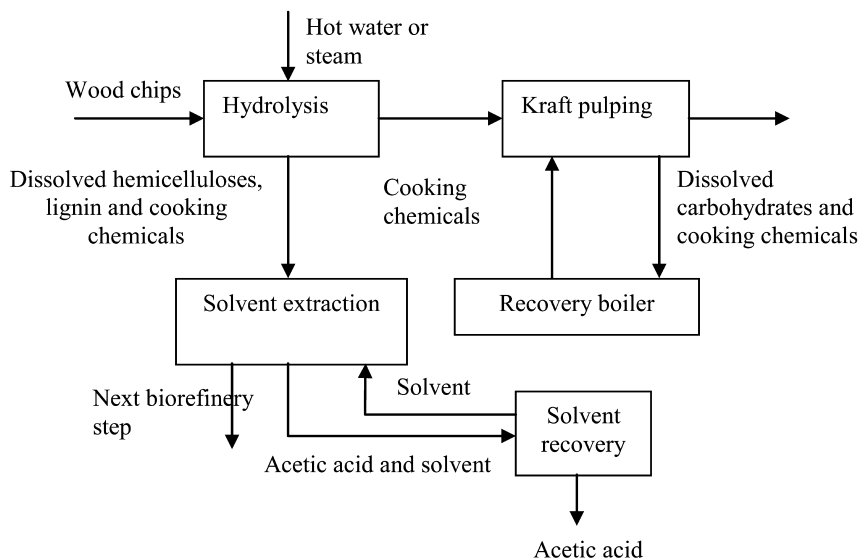 Hot water or
steam
Wood chips
Hydrolysis
Kraft pulping
Dissolved hemicelluloses,
lignin and cooking
chemicals
Cooking
chemicals
Dissolved
carbohydrates and
cooking chemicals
Solvent extraction
Recovery boiler
Next biorefinery
step
Solvent
Solvent
recovery
Acetic acid and solvent
Acetic acid